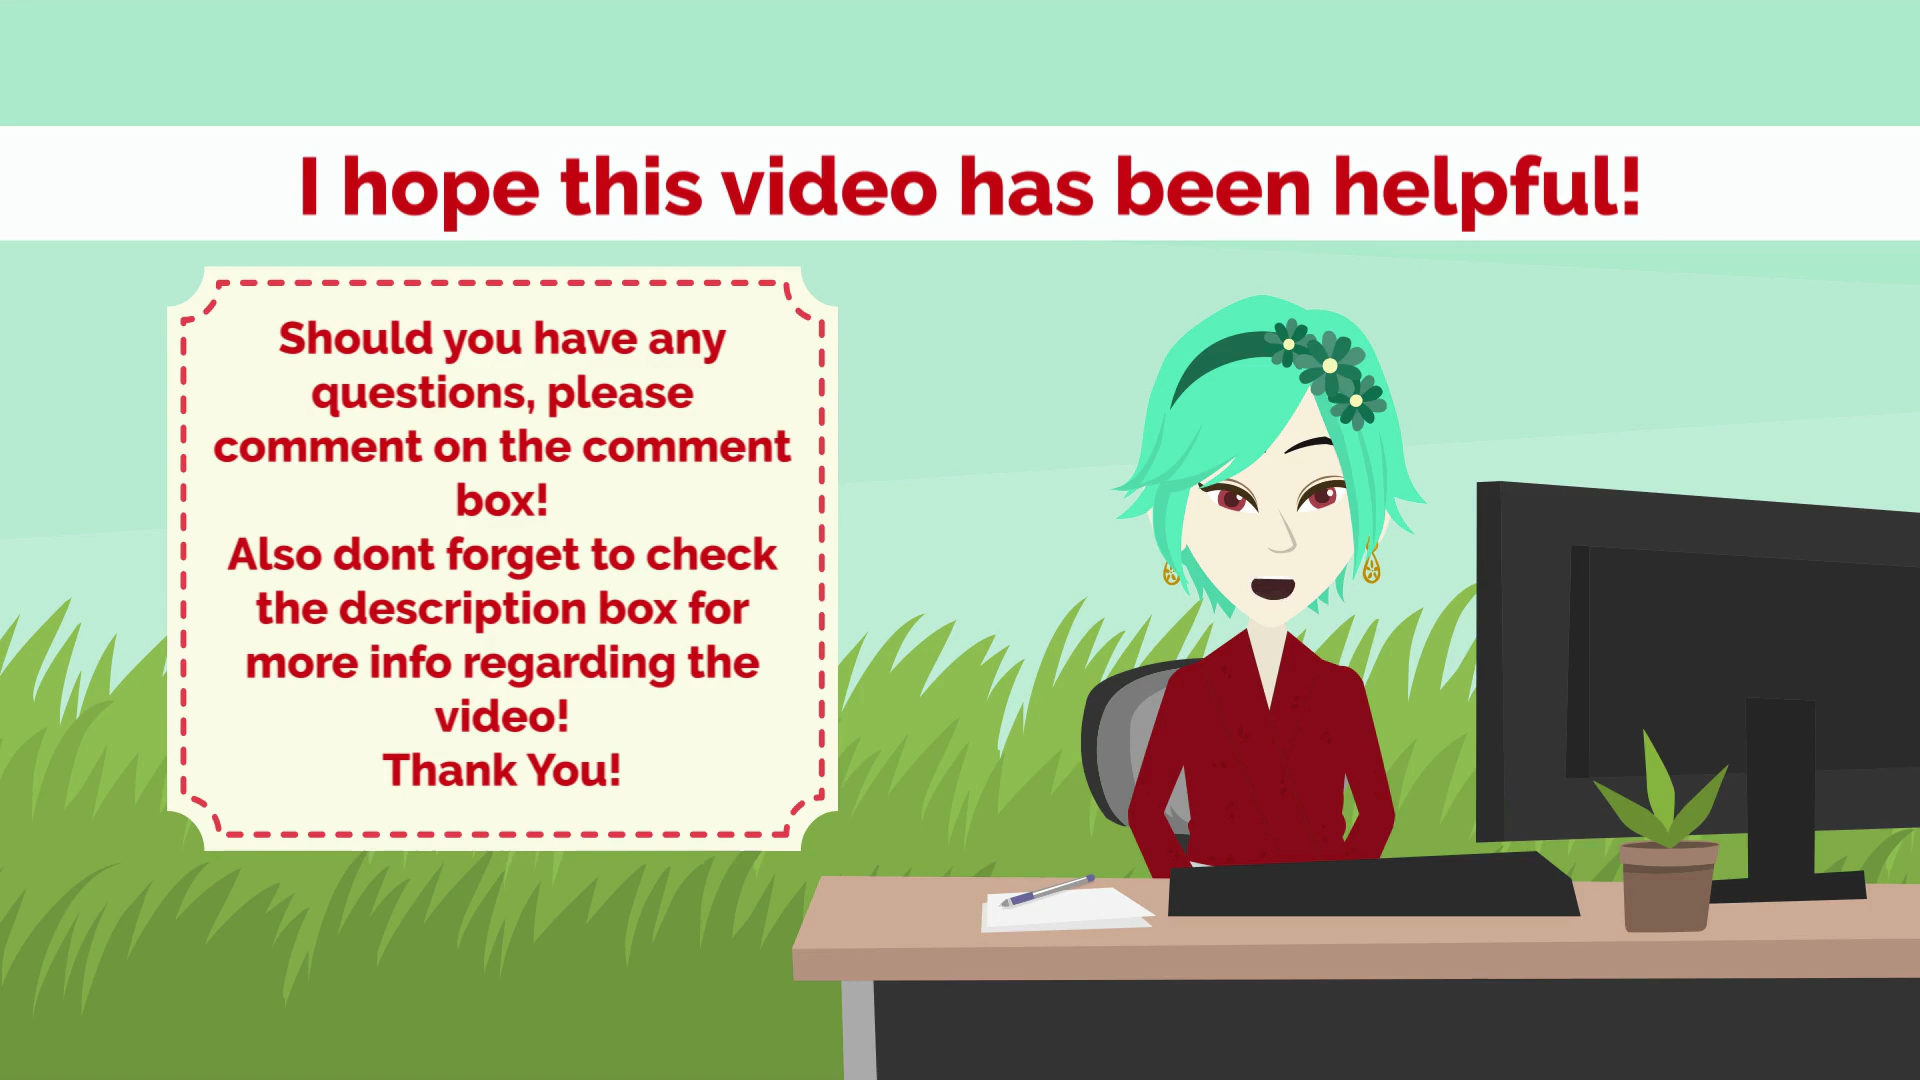 I hope this video has been helpful!
Should you have any
questions, please
comment on the comment
box!
Also dont forget to check
the description box for
more info regarding the
video!
Thank You!